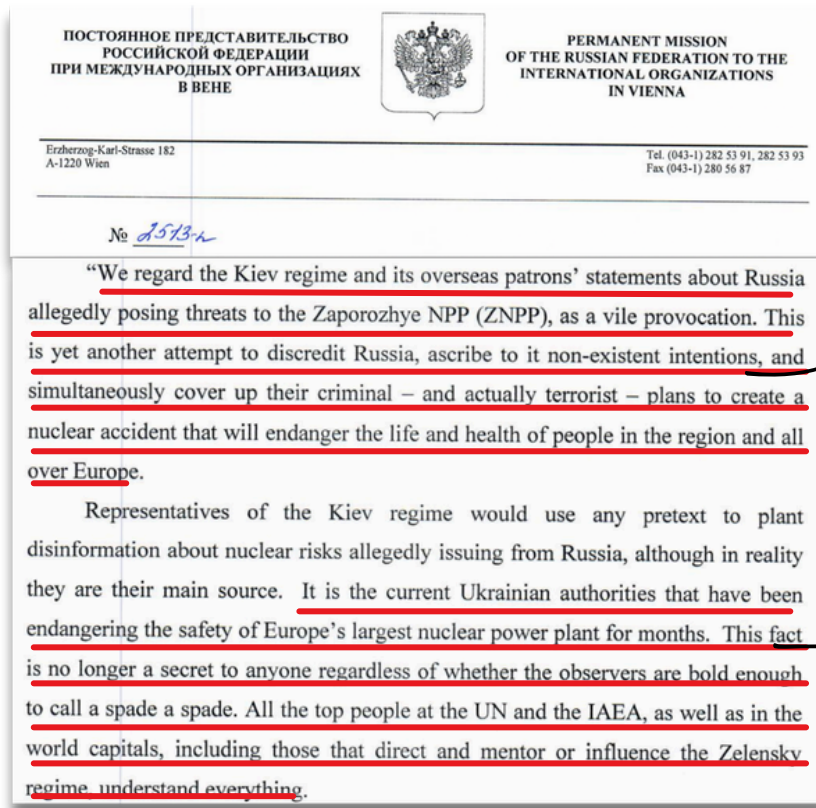 ПОСТОЯННОЕ ПРЕДСТАВИТЕЛЬСТВО
РОССИЙСКОЙ ФЕДЕРАЦИИ
ПРИ МЕЖДУНАРОДНЫХ ОРГАНИЗАЦИЯХ
В ВЕНЕ
PERMANENT MISSION
OF THE RUSSIAN FEDERATION TO THE
INTERNATIONAL ORGANIZATIONS
IN VIENNA
Erzherzog-Karl-Strasse 182
A-1220 Wien
Tel. (043-1) 282 53 91, 282 53 93
Fax (043-1) 280 56 87
№ 2513-н
“We regard the Kiev regime and its overseas patrons’ statements about Russia
allegedly posing threats to the Zaporozhye NPP (ZNPP), as a vile provocation. This
is yet another attempt to discredit Russia, ascribe to it non-existent intentions, and
simultaneously cover up their criminal – and actually terrorist – plans to create a
nuclear accident that will endanger the life and health of people in the region and all
over Europe.
Representatives of the Kiev regime would use any pretext to plant
disinformation about nuclear risks allegedly issuing from Russia, although in reality
they are their main source. It is the current Ukrainian authorities that have been
endangering the safety of Europe’s largest nuclear power plant for months. This fact
is no longer a secret to anyone regardless of whether the observers are bold enough
to call a spade a spade. All the top people at the UN and the IAEA, as well as in the
world capitals, including those that direct and mentor or influence the Zelensky
regime, understand everything.